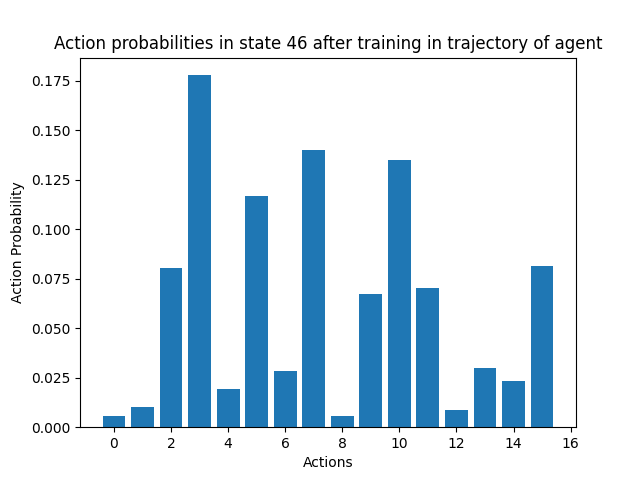 Action probabilities in state 46 after training in trajectory of agent
0.175
0.150
0.125
0.100
0.075
0.050
0.025
0.000
Action Probability
0 2 4 6 8 10 12 14 16
Actions